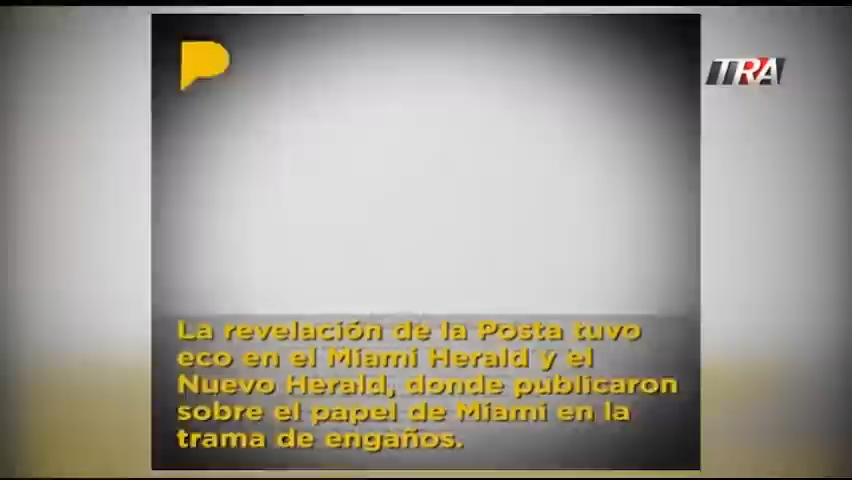 TRA
La revelación de la Posta tuvo
eco en el Miami Herald y el
Nuevo Herald, donde publicaron
sobre el papel de Miami en la
trama de engaños.